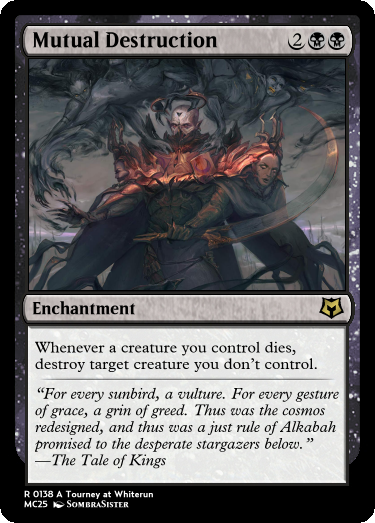 Mutual Destruction 2
Enchantment
Whenever a creature you control dies,
destroy target creature you don't control.
“For every sunbird, a vulture. For every gesture
of grace, a grin of greed. Thus was the cosmos
redesigned, and thus was a just rule of Alkabah
promised to the desperate stargazers below.”
—The Tale of Kings
R 0138 A Tourney at Whiterun
MC25 SombraSister